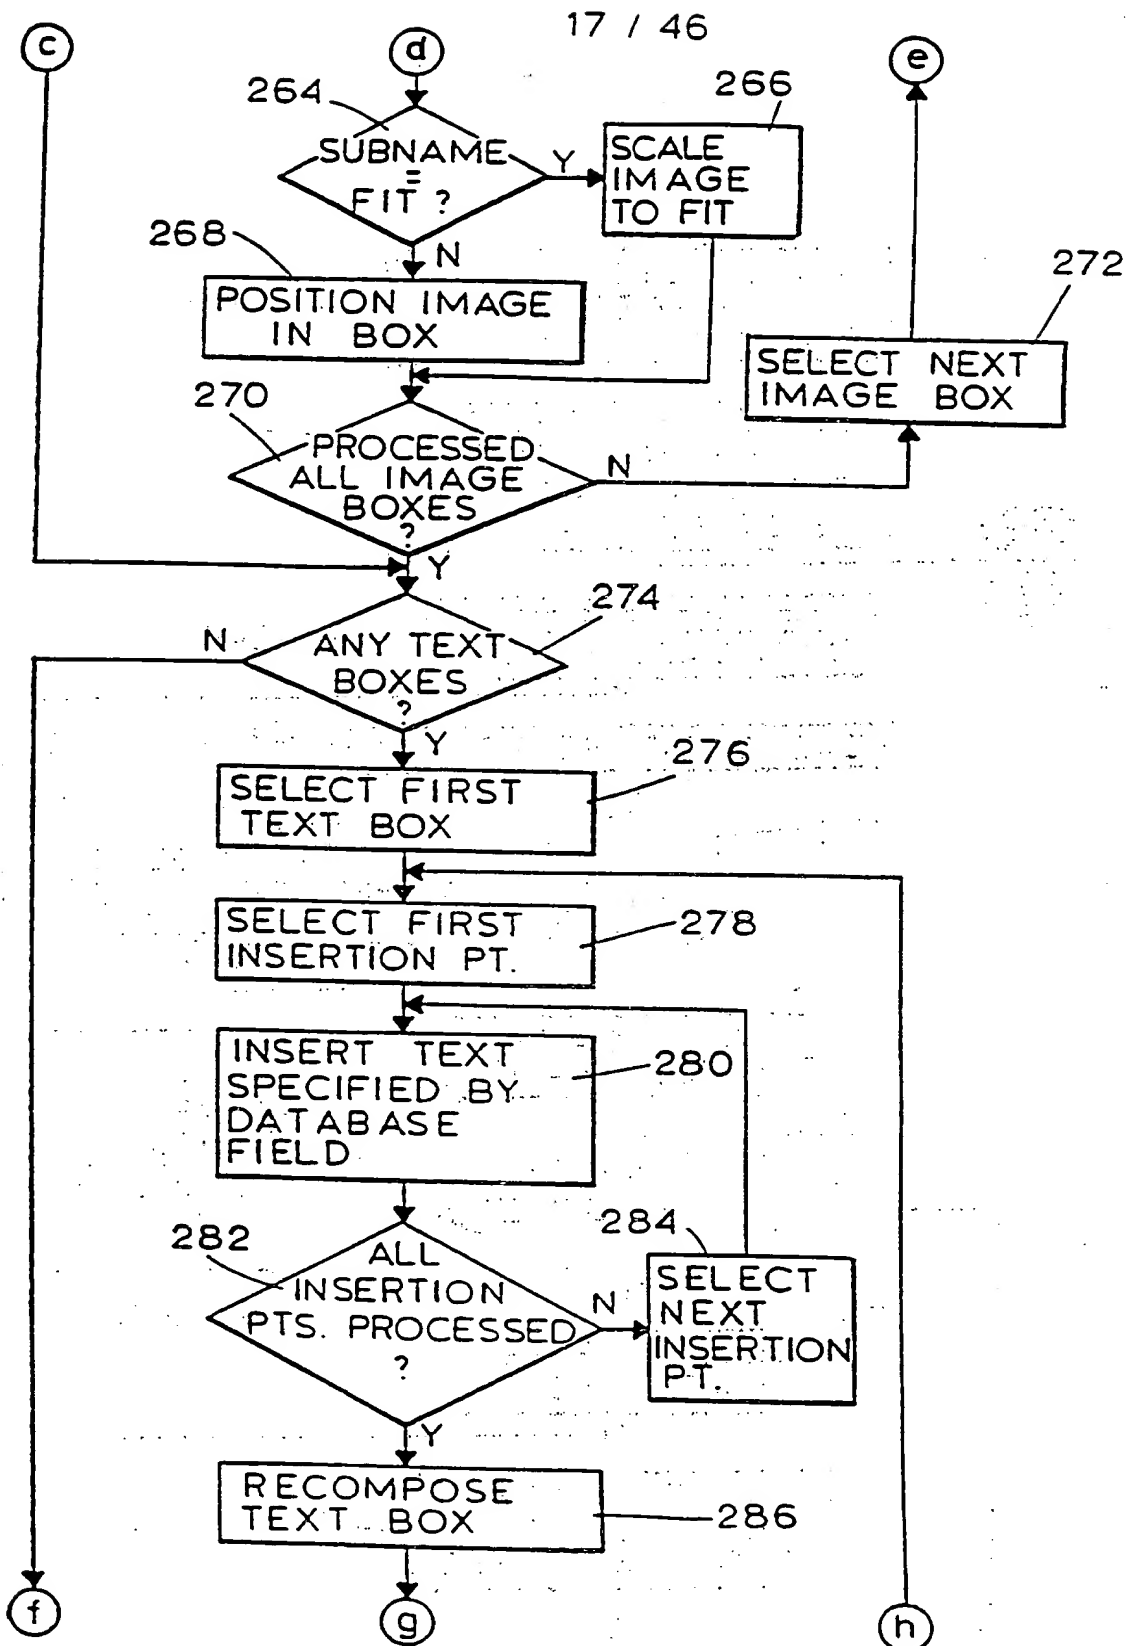 17 / 46
c
d
e
264
SUBNAME
=
FIT ?
Y
N
266
SCALE
IMAGE
TO FIT
268
POSITION IMAGE
IN BOX
272
SELECT NEXT
IMAGE BOX
270
PROCESSED
ALL IMAGE
BOXES
?
N
Y
274
ANY TEXT
BOXES
?
N
Y
276
SELECT FIRST
TEXT BOX
278
SELECT FIRST
INSERTION PT.
280
INSERT TEXT
SPECIFIED BY
DATABASE
FIELD
282
ALL
INSERTION
PTS. PROCESSED
?
N
Y
284
SELECT
NEXT
INSERTION
PT.
286
RECOMPOSE
TEXT BOX
f
g
h